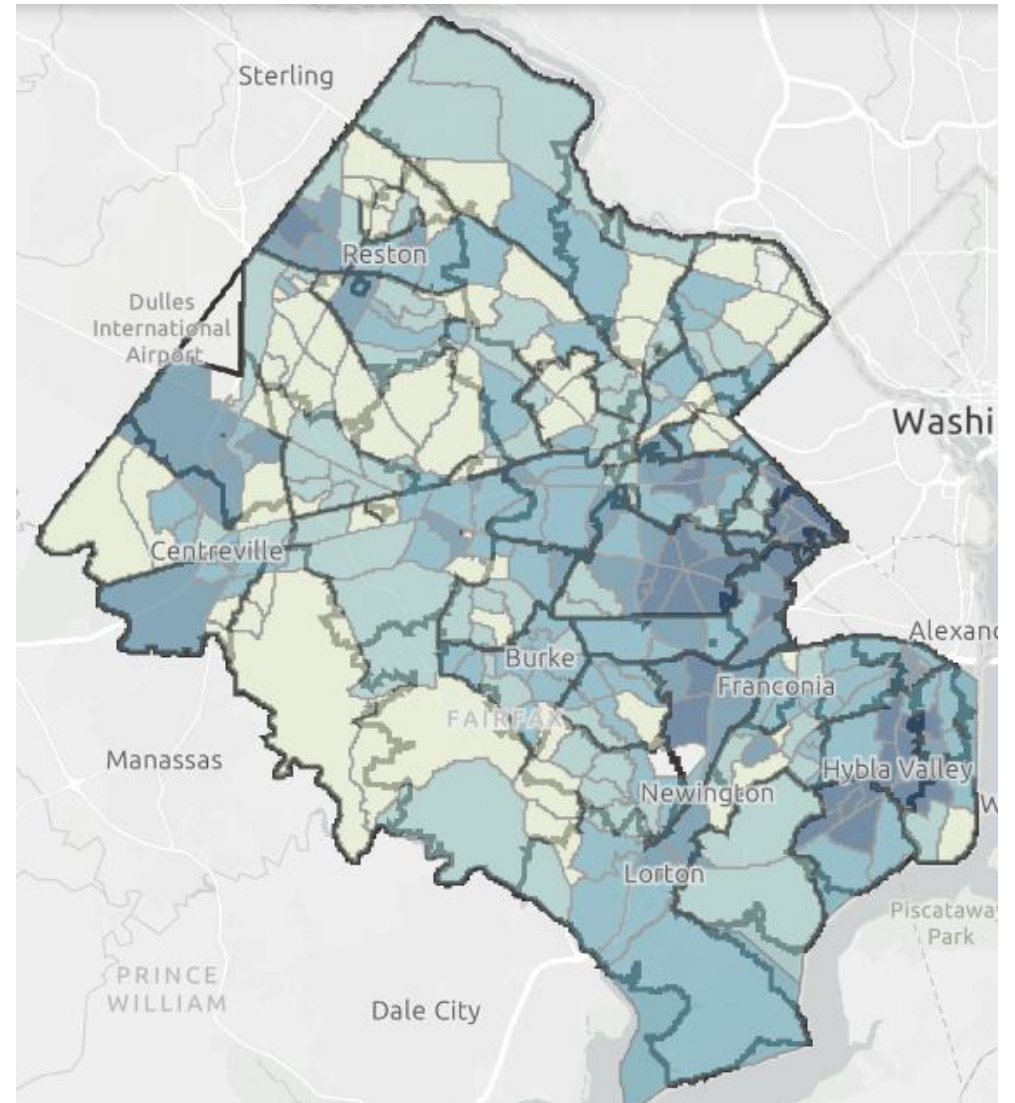 Sterling
Reston
Dulles
International
Airport
Washi
Centreville
Alexand
Burke
Franconia
FAIRFAX
Manassas
Hybla Valley
Newington
W
Lorton
Piscataway
Park
PRINCE
WILLIAM
Dale City